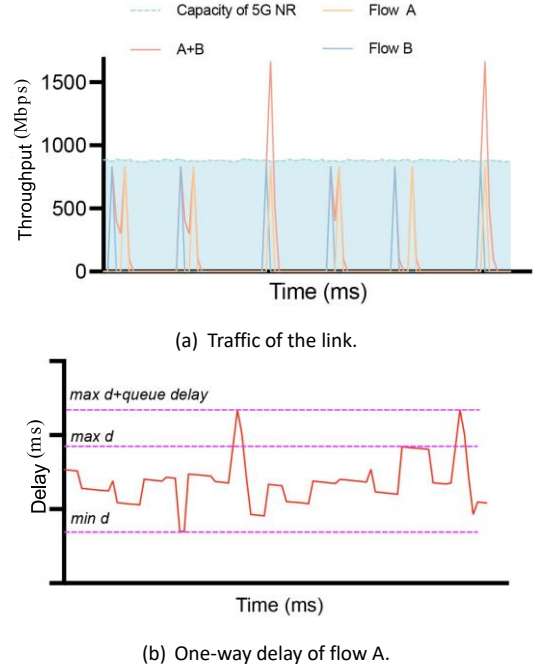 Capacity of 5G NR
Flow A
A+B
Flow B
Throughput (Mbps)
1500
1000
500
0
Time (ms)
(a) Traffic of the link.
Delay (ms)
max d+queue delay
max d
min d
Time (ms)
(b) One-way delay of flow A.